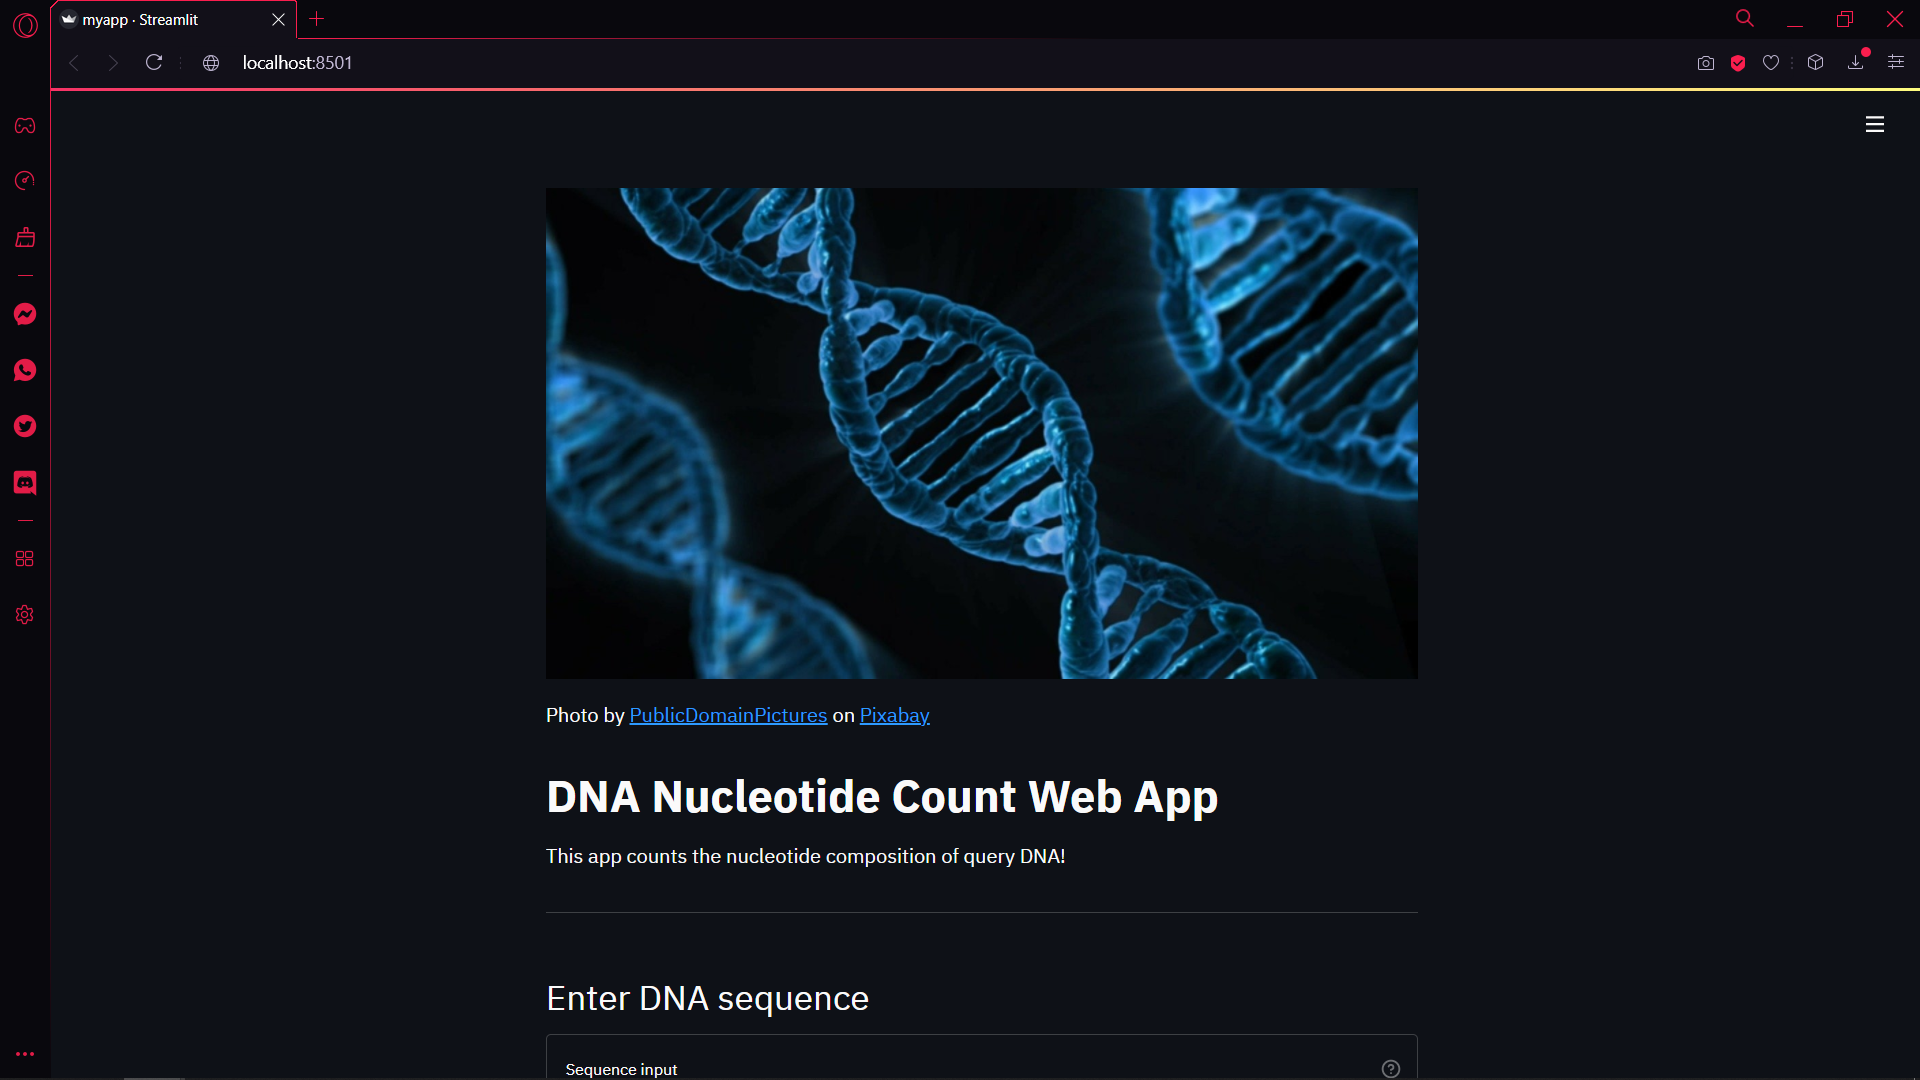 myapp · Streamlit
localhost:8501
Photo by PublicDomainPictures on Pixabay
DNA Nucleotide Count Web App
This app counts the nucleotide composition of query DNA!
Enter DNA sequence
Sequence input